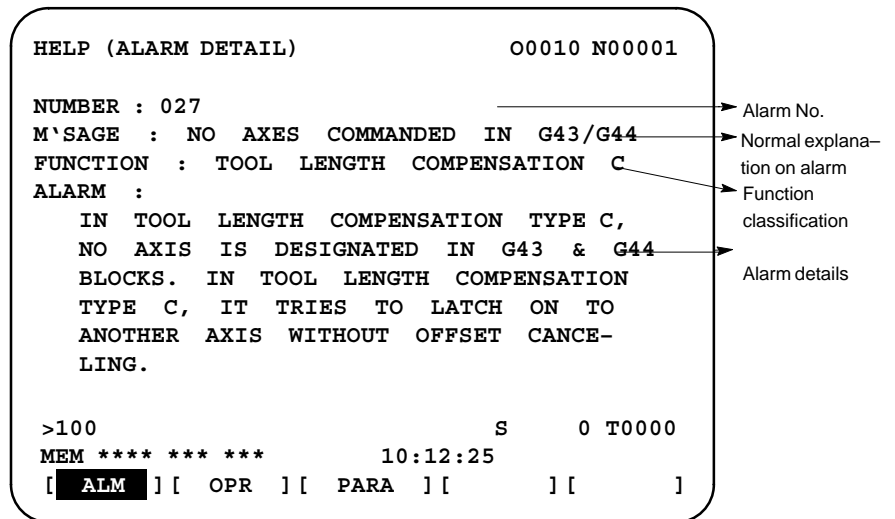 HELP (ALARM DETAIL) O0010 N00001
NUMBER : 027
M‘SAGE : NO AXES COMMANDED IN G43/G44
FUNCTION : TOOL LENGTH COMPENSATION C
ALARM :
IN TOOL LENGTH COMPENSATION TYPE C,
NO AXIS IS DESIGNATED IN G43 & G44
BLOCKS. IN TOOL LENGTH COMPENSATION
TYPE C, IT TRIES TO LATCH ON TO
ANOTHER AXIS WITHOUT OFFSET CANCE–
LING.
>100 S 0 T0000
MEM **** *** *** 10:12:25
[ ALM ] [ OPR ] [ PARA ] [ ] [ ]
Alarm No.
Normal explana–
tion on alarm
Function
classification
Alarm details